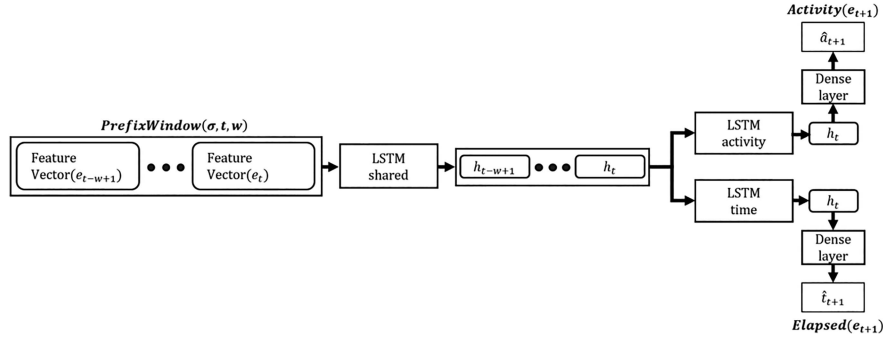 Activity(e_{t+1})
â_{t+1}
Dense
layer
PrefixWindow(σ, t, w)
LSTM
activity
h_t
Feature
Vector(e_{t−w+1})
Feature
Vector(e_t)
LSTM
shared
h_{t−w+1}
h_t
LSTM
time
h_t
Dense
layer
t̂_{t+1}
Elapsed(e_{t+1})